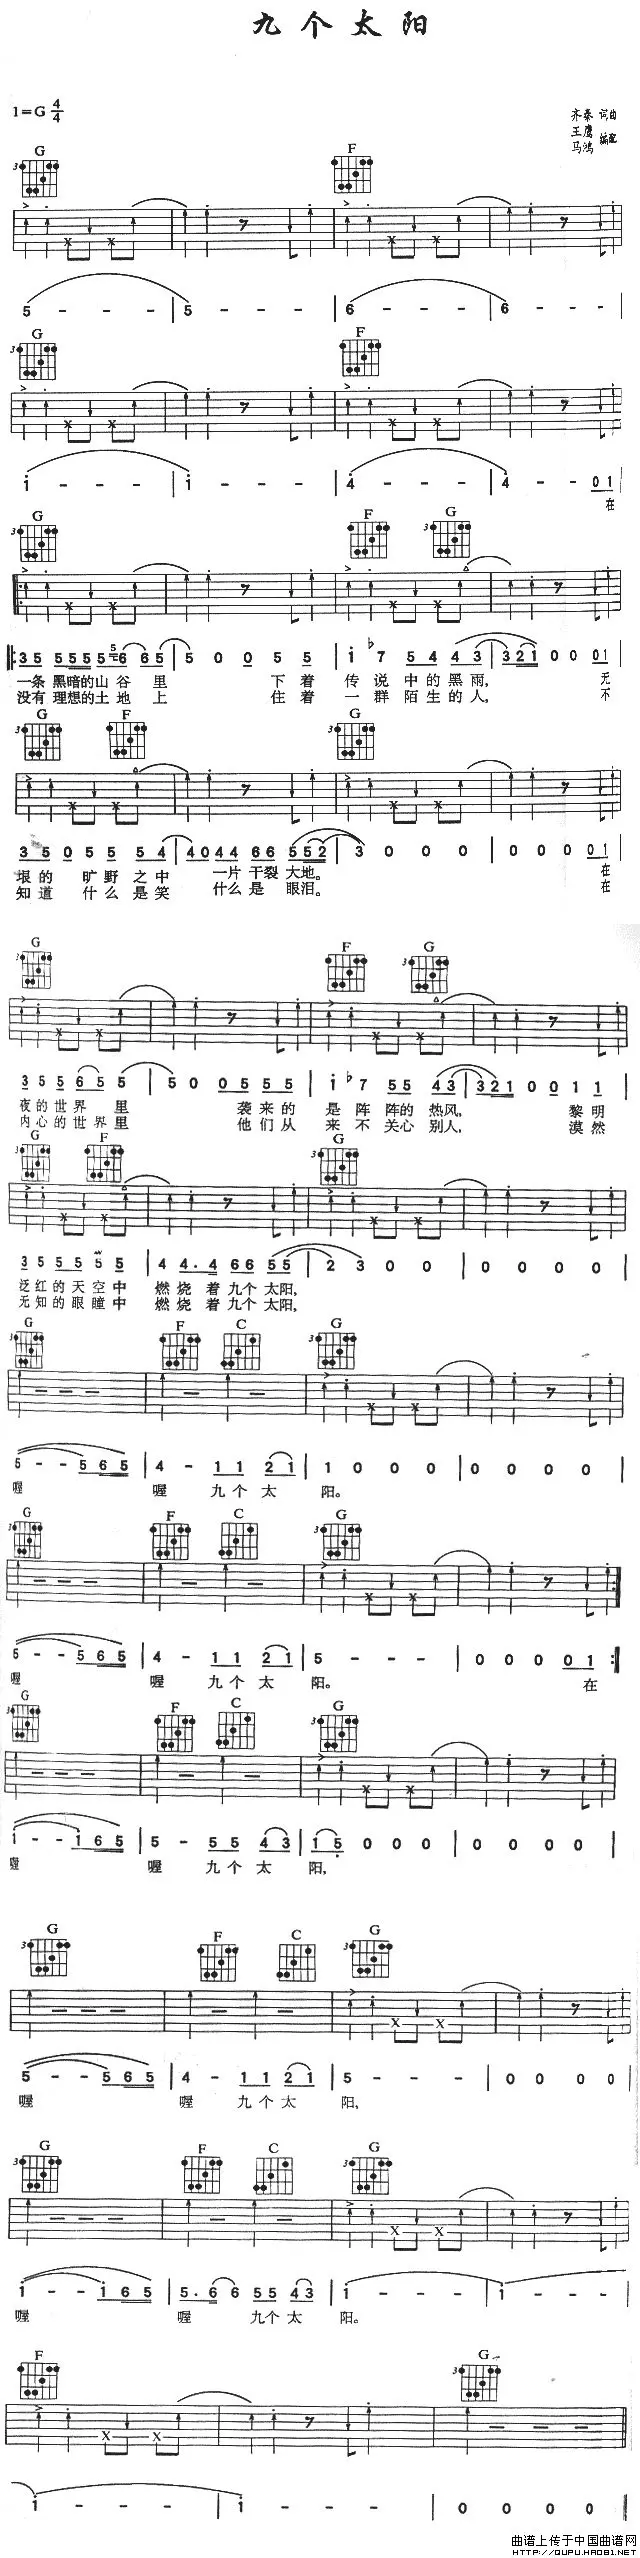 九个太阳
1=G 4/4
齐秦 词曲
王鹰
马鸿 编配
G F
5 - - - | 5 - - - | 6 - - - | 6 - - - |
G F
i - - - | 5 - - - | 4 - - - | 4 - - 0 1
在
G F G
3 5 5 5 5 5 6 6 5 | 5 0 0 5 5 | i ♭7 5 4 4 4 3 | 3 2 1 0 0 0 1
一条黑暗的山谷里 下着 传说中的黑雨, 无
没有理想的土地上 住着 一群陌生的人, 不
G F G
3 5 0 5 5 5 4 | 4 0 4 4 6 6 5 5 2 | 3 0 0 0 | 0 0 0 0 1
垠的 旷野之中 一片干裂大地。 在
知道 什么是笑 什么是 眼泪。 在
G F G
3 5 5 5 6 5 5 | 5 0 0 5 5 5 | i ♭7 5 5 4 3 | 3 2 1 0 0 1 1
夜的世界 里 袭来的 是阵阵的热风, 黎明
内心的世界里 他们从 来不关心别人, 漠然
G F G
3 5 5 5 5 5 5 | 4 4. 4 6 6 5 5 | 2 3 0 0 | 0 0 0 0 |
泛红的天空中 燃烧着九个太阳,
无知的眼瞳中 燃烧着九个太阳,
G F C G
5 - - 5 6 5 | 4 - 1 1 2 1 | 1 0 0 0 | 0 0 0 0 |
喔 喔 九个太 阳。
G F C G
5 - - 5 6 5 | 4 - 1 1 2 1 | 5 - - - | 0 0 0 0 1 :|
喔 喔 九个太 阳。 在
G F C G
i - - i 6 5 | 5 - 5 5 4 3 | 1 5 0 0 0 | 0 0 0 0 |
喔 喔 九个太 阳,
G F C G
5 - - 5 6 5 | 4 - 1 1 2 1 | 5 - - - | 0 0 0 0 |
喔 喔 九个太 阳,
G F C G
i - - i 6 5 | 5. 6 6 5 5 4 3 | i - - - | i - - -
喔 喔 九个太 阳。
F G
i - - - | i - - - | 0 0 0 0 |
曲谱上传于中国曲谱网
HTTP://QUPU.HAO81.NET